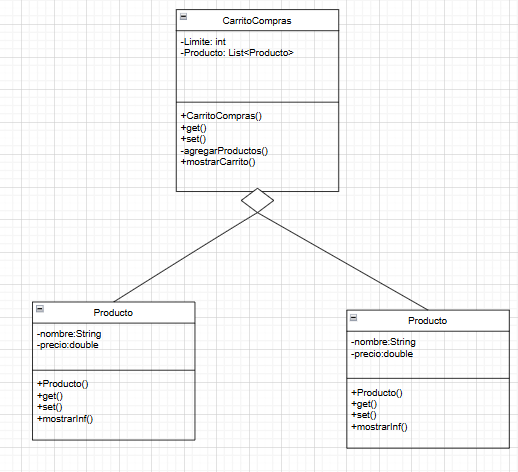 CarritoCompras
-Limite: int
-Producto: List<Producto>
+CarritoCompras()
+get()
+set()
-agregarProductos()
+mostrarCarrito()
Producto
-nombre:String
-precio:double
+Producto()
+get()
+set()
+mostrarInf()
Producto
-nombre:String
-precio:double
+Producto()
+get()
+set()
+mostrarInf()